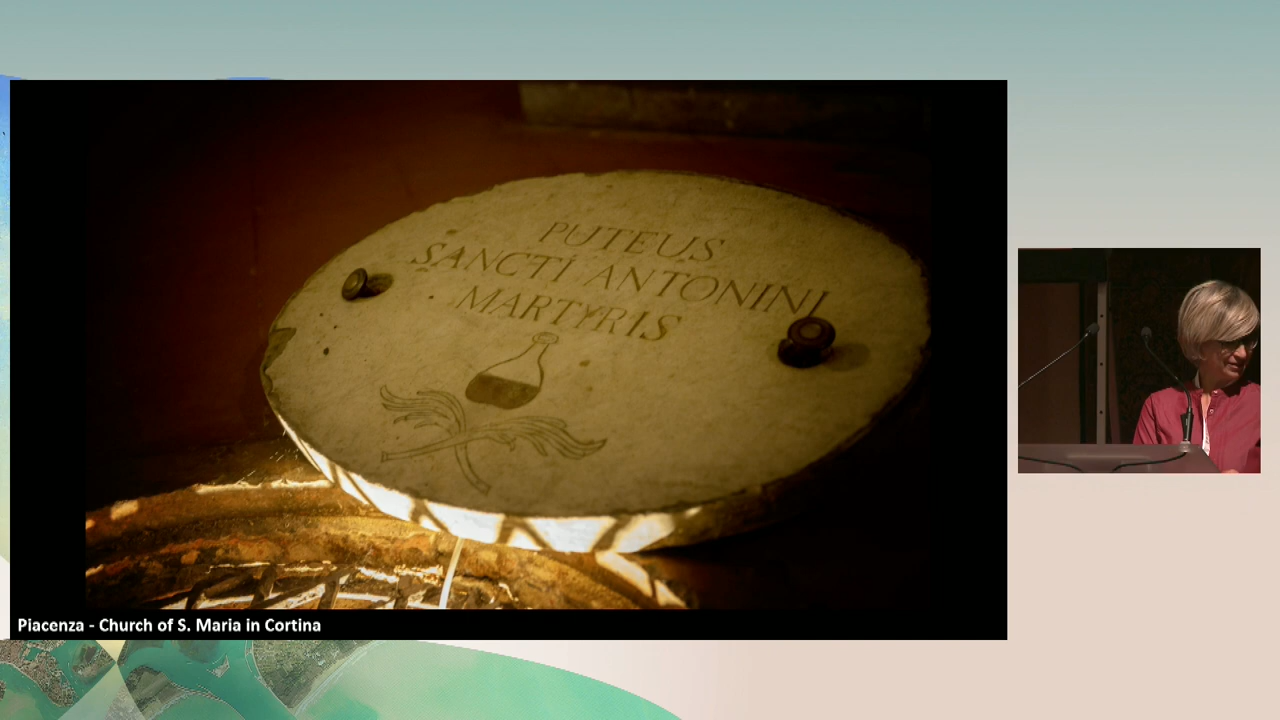 PUTEUS
SANCTI ANTONINI
MARTYRIS
Piacenza - Church of S. Maria in Cortina